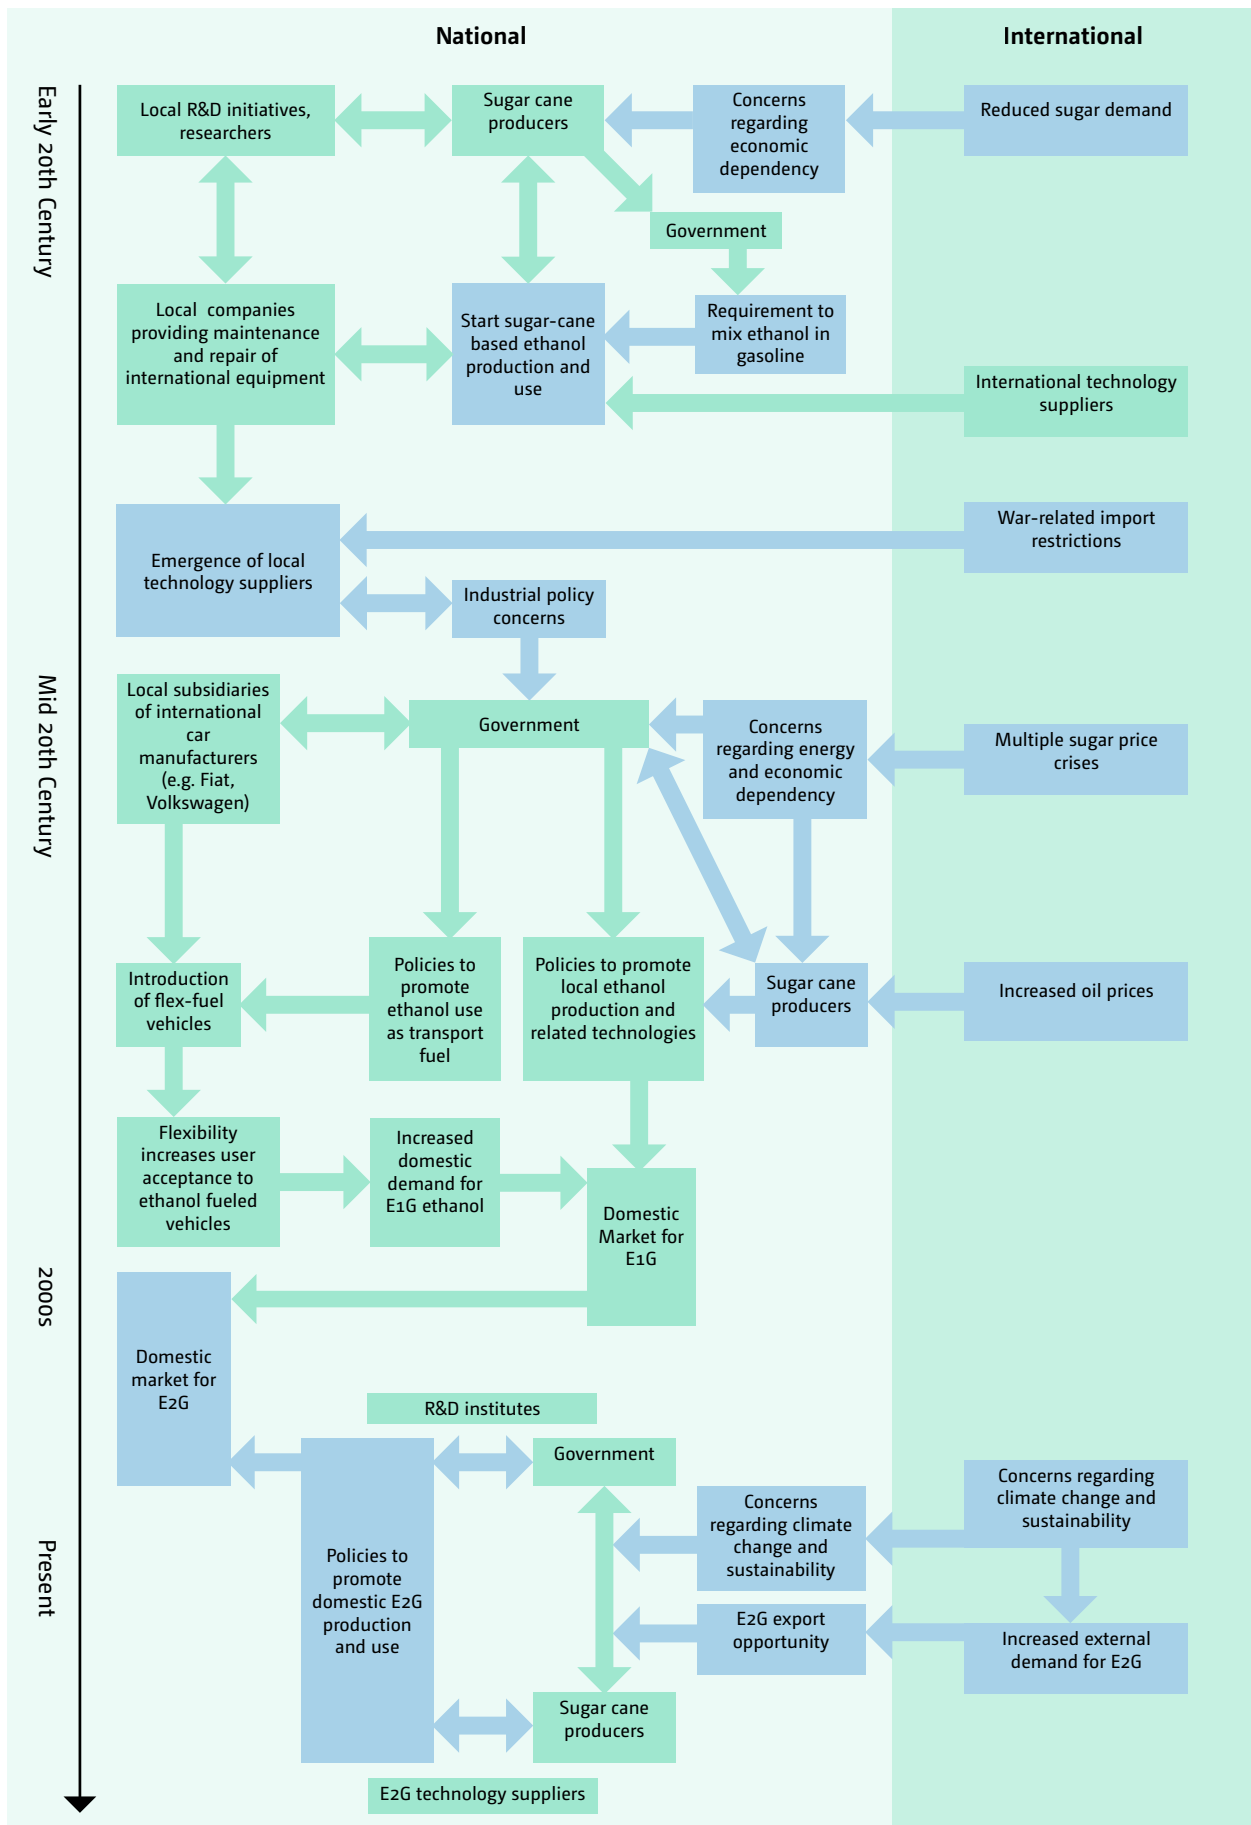 National
International
Early 20th Century
Local R&D initiatives,
researchers
Sugar cane
producers
Concerns
regarding
economic
dependency
Reduced sugar demand
Government
Local  companies
providing maintenance
and repair of
international equipment
Start sugar-cane
based ethanol
production and
use
Requirement to
mix ethanol in
gasoline
International technology
suppliers
War-related import
restrictions
Emergence of local
technology suppliers
Industrial policy
concerns
Mid 20th Century
Local subsidiaries
of international
car
manufacturers
(e.g. Fiat,
Volkswagen)
Government
Concerns
regarding energy
and economic
dependency
Multiple sugar price
crises
Introduction
of flex-fuel
vehicles
Policies to
promote
ethanol use
as transport
fuel
Policies to promote
local ethanol
production and
related technologies
Sugar cane
producers
Increased oil prices
Flexibility
increases user
acceptance to
ethanol fueled
vehicles
Increased
domestic
demand for
E1G ethanol
Domestic
Market for
E1G
2000s
Domestic
market for
E2G
R&D institutes
Government
Present
Policies to
promote
domestic E2G
production
and use
Concerns
regarding climate
change and
sustainability
Concerns regarding
climate change and
sustainability
E2G export
opportunity
Increased external
demand for E2G
Sugar cane
producers
E2G technology suppliers